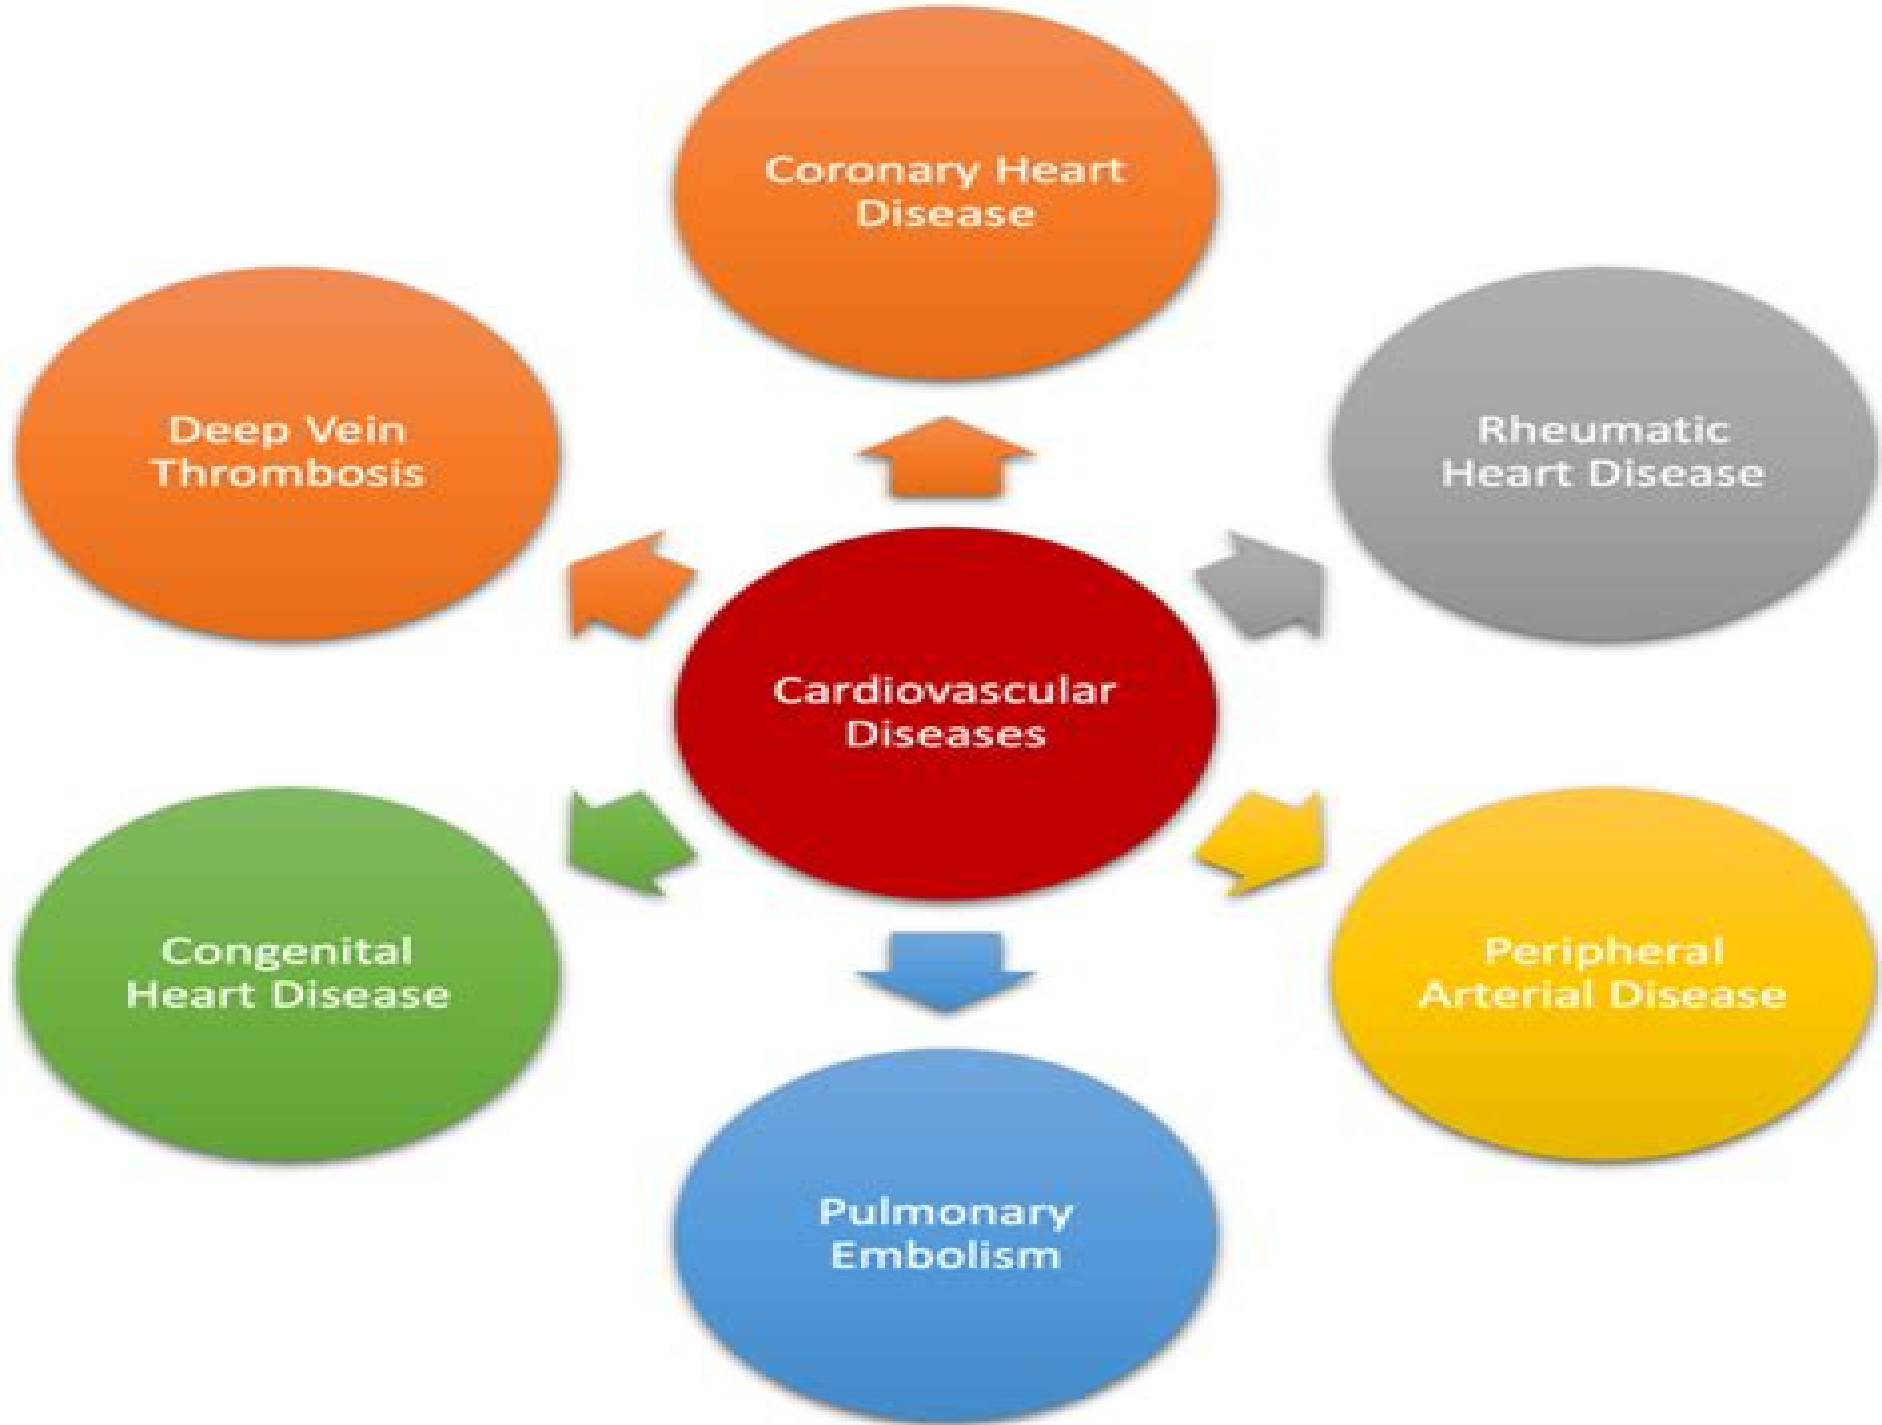 Coronary Heart
Disease
Deep Vein
Thrombosis
Rheumatic
Heart Disease
Cardiovascular
Diseases
Congenital
Heart Disease
Peripheral
Arterial Disease
Pulmonary
Embolism